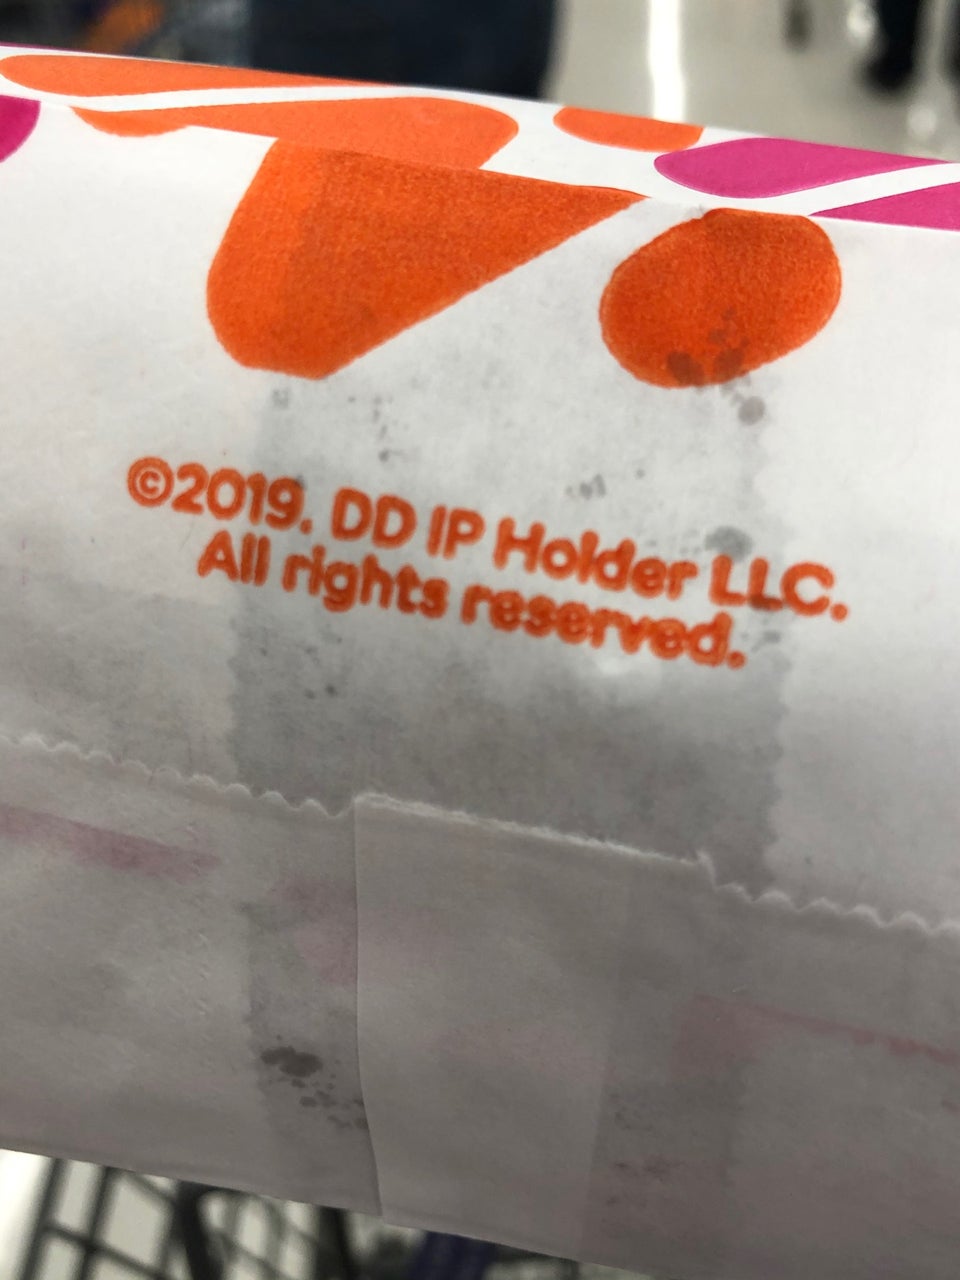 ©2019. DD IP Holder LLC.
All rights reserved.